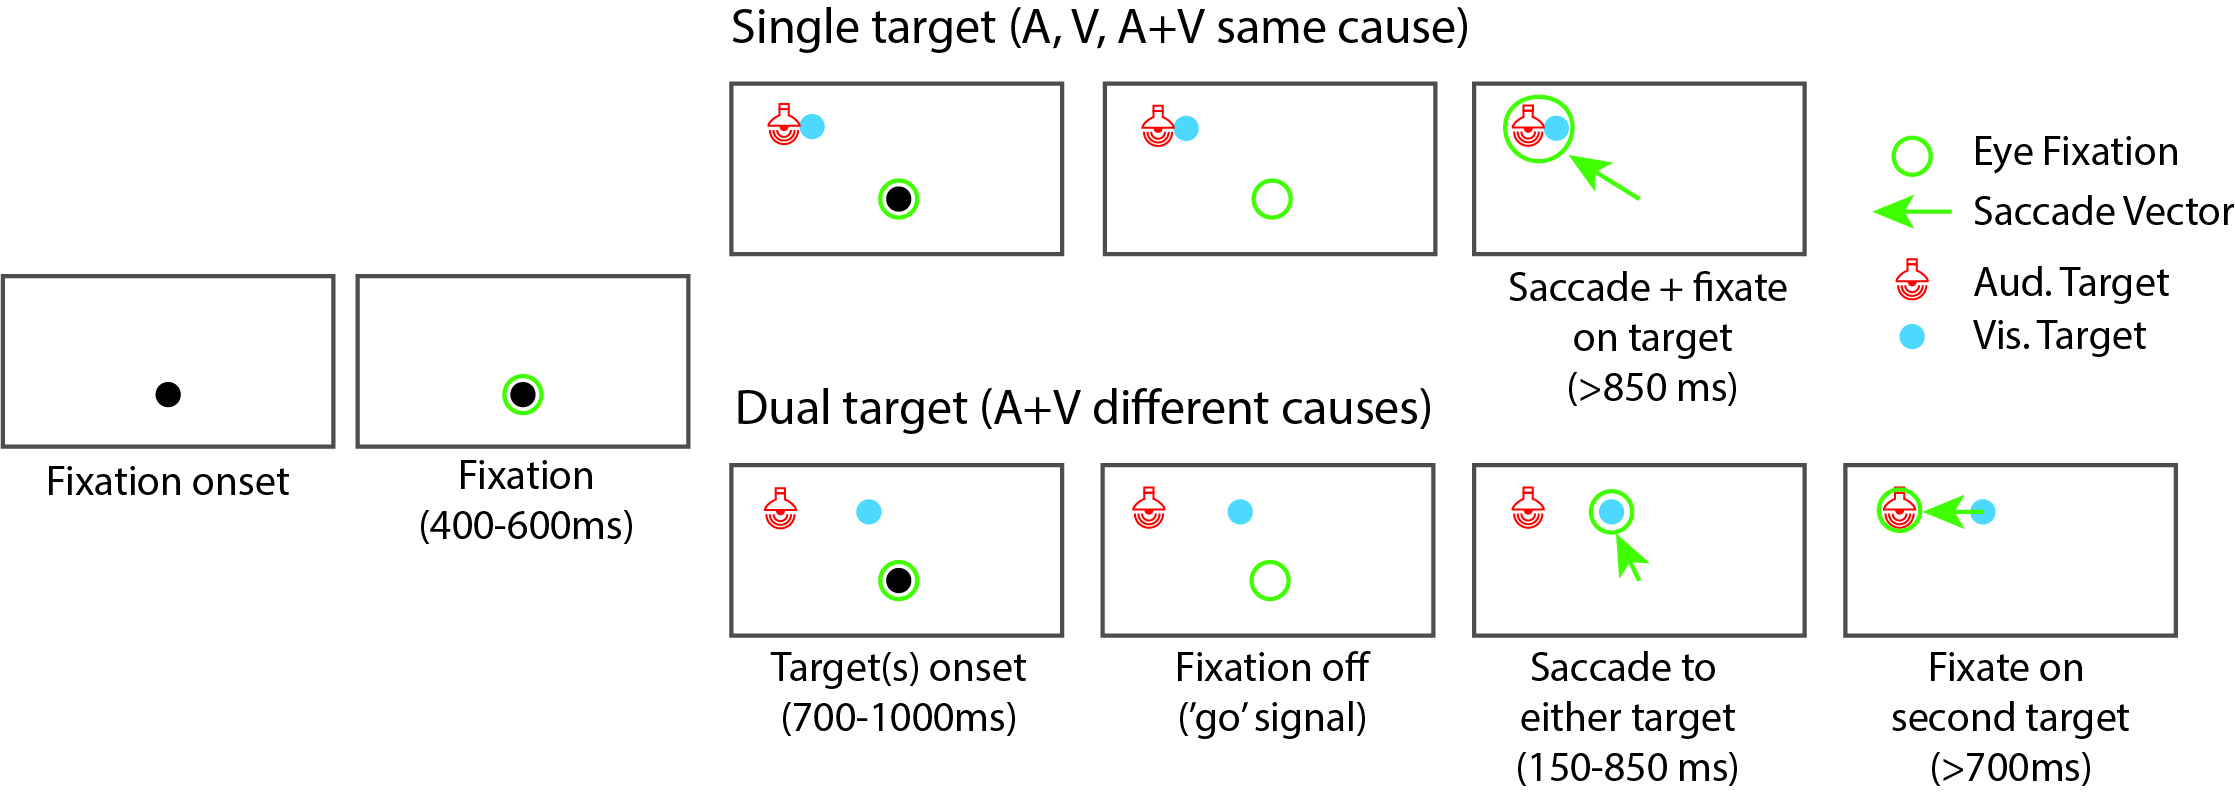 Single target (A, V, A+V same cause)
Saccade + fixate
on target
(>850 ms)
Eye Fixation
Saccade Vector
Aud. Target
Vis. Target
Fixation onset
Fixation
(400-600ms)
Dual target (A+V different causes)
Target(s) onset
(700-1000ms)
Fixation off
('go' signal)
Saccade to
either target
(150-850 ms)
Fixate on
second target
(>700ms)